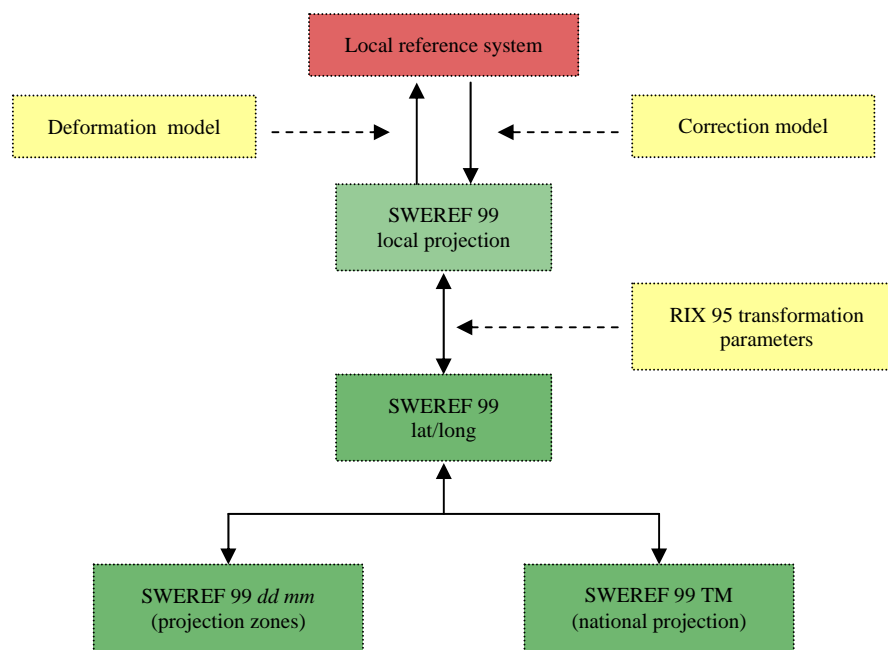 Local reference system
Deformation model
Correction model
SWEREF 99
local projection
RIX 95 transformation
parameters
SWEREF 99
lat/long
SWEREF 99 dd mm
(projection zones)
SWEREF 99 TM
(national projection)